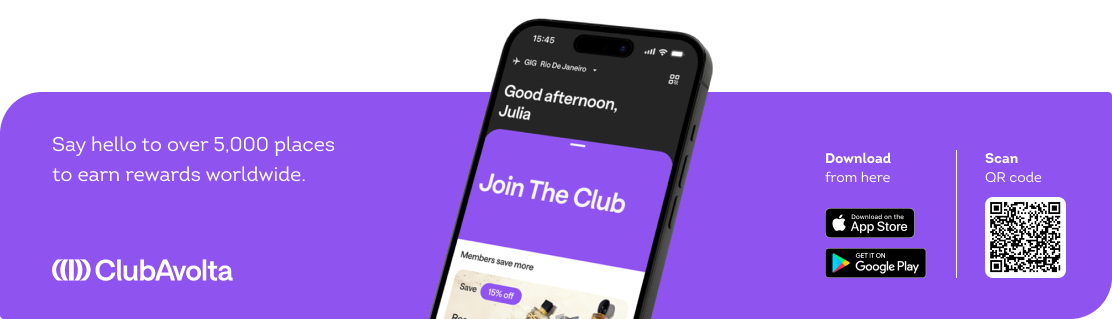 Say hello to over 5,000 places
to earn rewards worldwide.
ClubAvolta
15:45
GIG Rio De Janeiro
Good afternoon,
Julia
Join The Club
Members save more
Save 15% off
Download
from here
Download on the
App Store
GET IT ON
Google Play
Scan
QR code